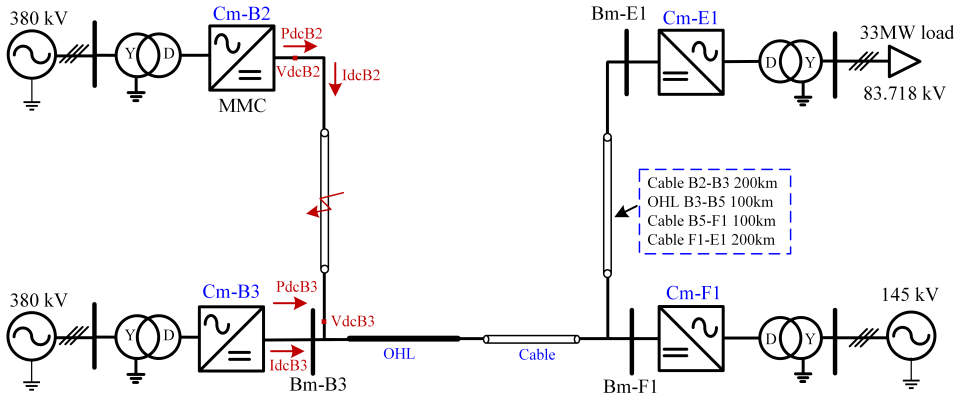 380 kV
Cm-B2
PdcB2
VdcB2
IdcB2
Y
D
MMC
Bm-E1
Cm-E1
33MW load
D
Y
83.718 kV
Cable B2-B3 200km
OHL B3-B5 100km
Cable B5-F1 100km
Cable F1-E1 200km
380 kV
Cm-B3
PdcB3
VdcB3
Y
D
IdcB3
Bm-B3
OHL
Cable
Cm-F1
145 kV
D
Y
Bm-F1